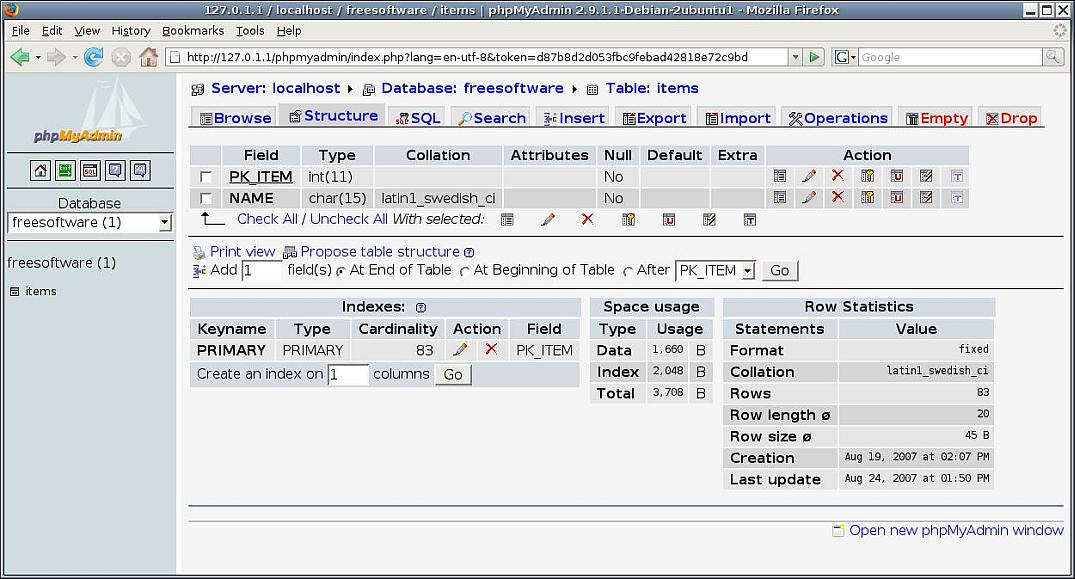 127.0.1.1 / localhost / freesoftware / items | phpMyAdmin 2.9.1.1-Debian-2ubuntu1 - Mozilla Firefox
File Edit View History Bookmarks Tools Help
http://127.0.1.1/phpmyadmin/index.php?lang=en-utf-8&token=d87b8d2d053fbc9febad42818e72c9bd Google
phpMyAdmin
Database
freesoftware (1)
freesoftware (1)
items
Server: localhost Database: freesoftware Table: items
Browse Structure SQL Search Insert Export Import Operations Empty Drop
Field Type Collation Attributes Null Default Extra Action
PK_ITEM int(11) No
NAME char(15) latin1_swedish_ci No
Check All / Uncheck All With selected:
Print view Propose table structure
Add 1 field(s) At End of Table At Beginning of Table After PK_ITEM Go
Indexes:
Keyname Type Cardinality Action Field
PRIMARY PRIMARY 83 PK_ITEM
Create an index on 1 columns Go
Space usage
Type Usage
Data 1,660 B
Index 2,048 B
Total 3,708 B
Row Statistics
Statements Value
Format fixed
Collation latin1_swedish_ci
Rows 83
Row length ø 20
Row size ø 45 B
Creation Aug 19, 2007 at 02:07 PM
Last update Aug 24, 2007 at 01:50 PM
Open new phpMyAdmin window